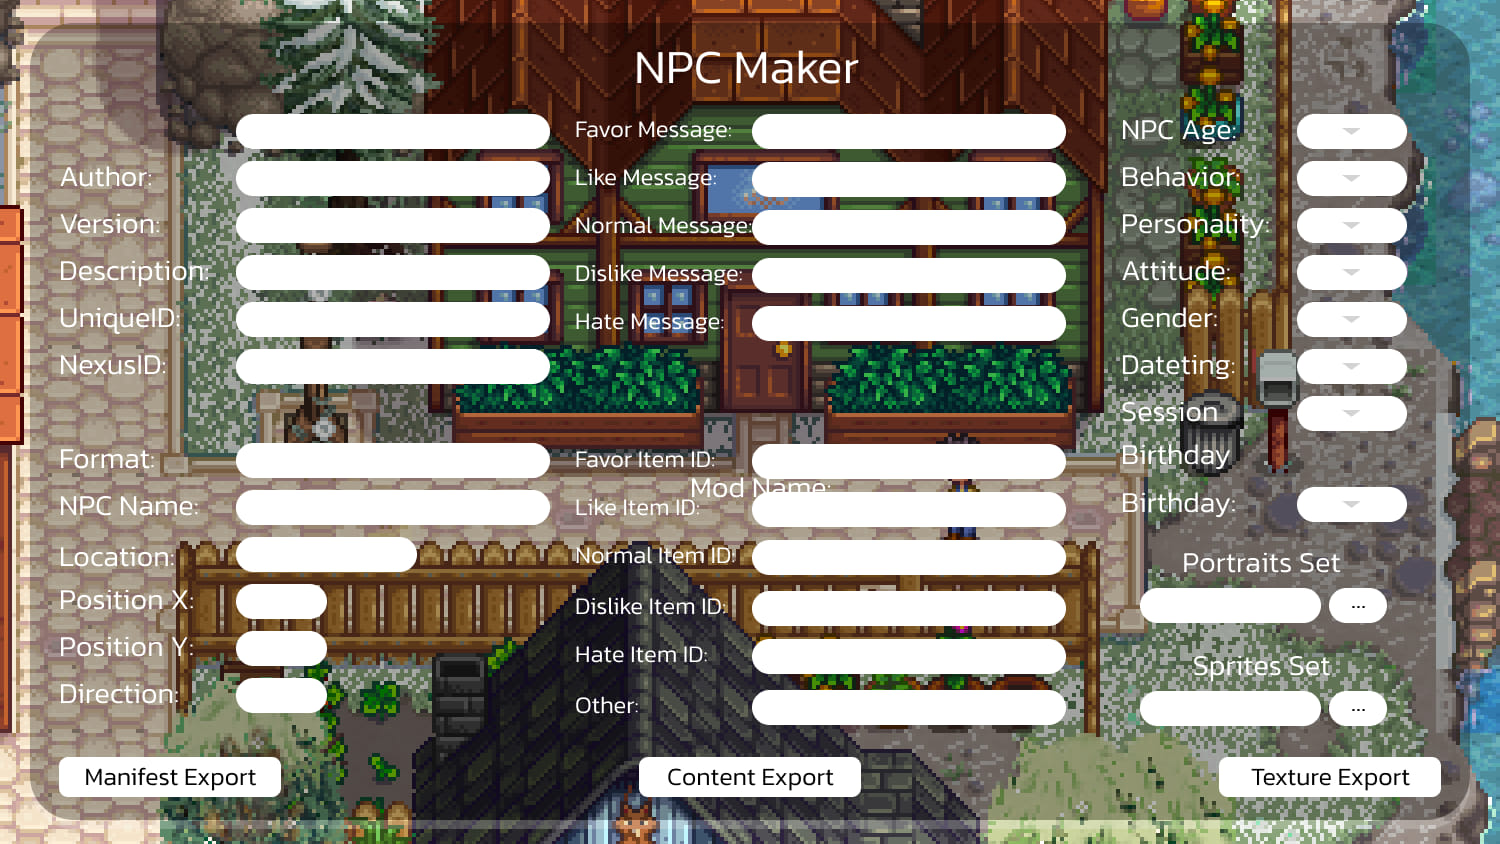 NPC Maker
Author:
Version:
Description:
UniqueID:
NexusID:
Format:
NPC Name:
Location:
Position X:
Position Y:
Direction:
Manifest Export
Favor Message:
Like Message:
Normal Message:
Dislike Message:
Hate Message:
Favor Item ID:
Mod Name:
Like Item ID:
Normal Item ID:
Dislike Item ID:
Hate Item ID:
Other:
Content Export
NPC Age:
Behavior:
Personality:
Attitude:
Gender:
Dateting:
Session
Birthday
Birthday:
Portraits Set
...
Sprites Set
...
Texture Export